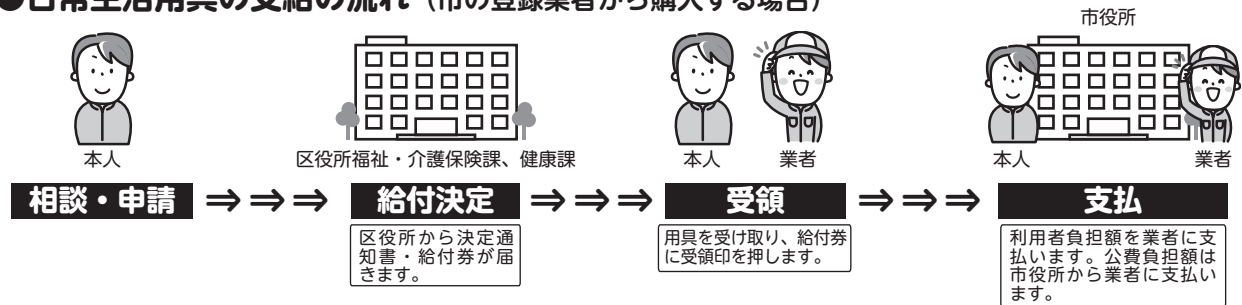 ●日常生活用具の支給の流れ（市の登録業者から購入する場合）
市役所
本人
区役所福祉・介護保険課、健康課
本人
業者
本人
業者
相談・申請 ⇒⇒⇒ 給付決定 ⇒⇒⇒ 受領 ⇒⇒⇒ 支払
区役所から決定通
知書・給付券が届
きます。
用具を受け取り、給付券
に受領印を押します。
利用者負担額を業者に支
払います。公費負担額は
市役所から業者に支払い
ます。